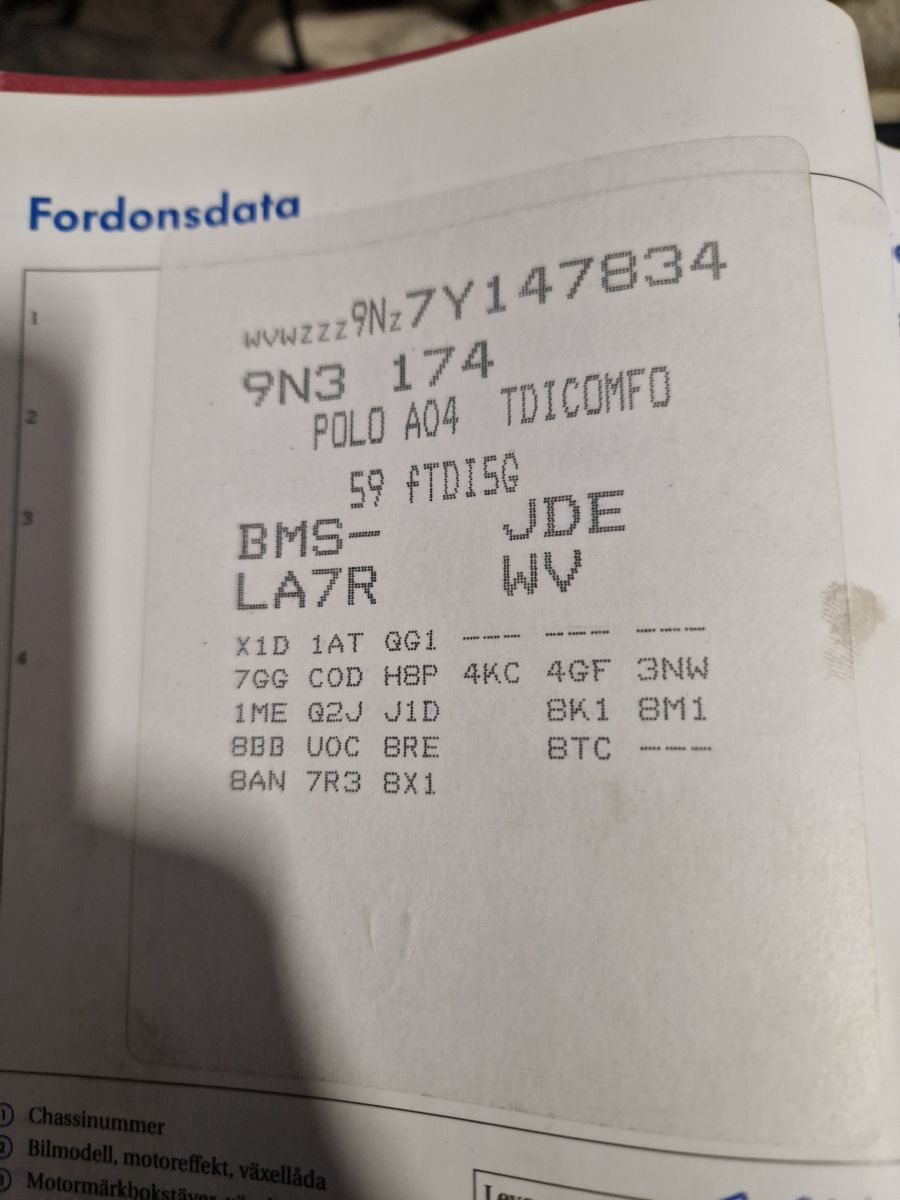 Fordonsdata
1
WVWZZZ9NZ7Y147834
9N3 174
2
POLO A04 TDICOMFO
59 fTDI5G
3
BMS- JDE
LA7R WV
X1D 1AT QG1 --- --- ---
4
7GG COD H8P 4KC 4GF 3NW
1ME Q2J J1D 8K1 8M1
8BB UOC 8RE 8TC ---
8AN 7R3 8X1
1 Chassinummer
2 Bilmodell, motoreffekt, växellåda